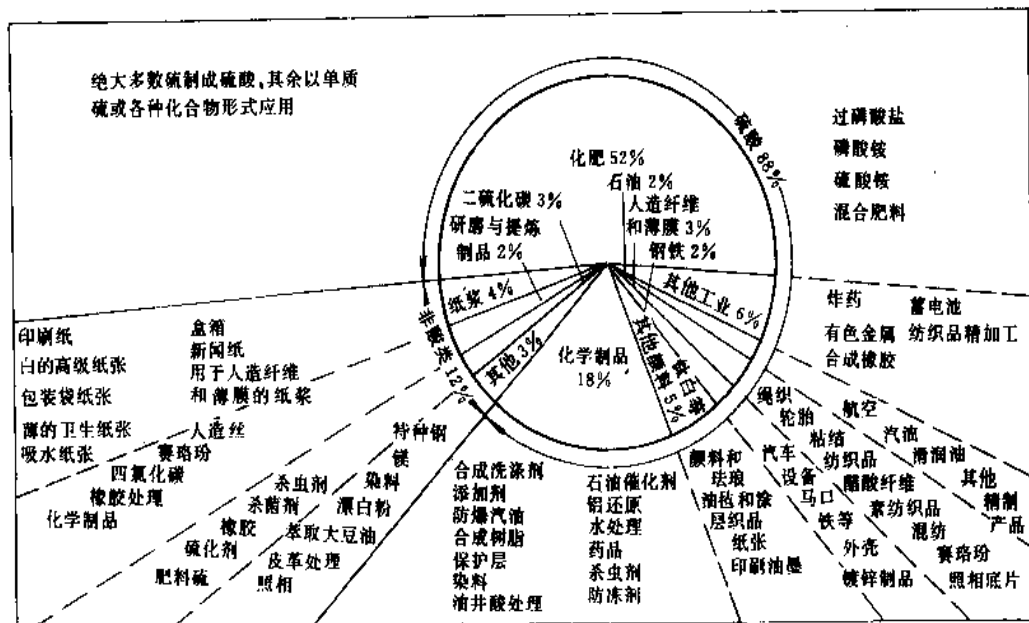 绝大多数硫制成硫酸,其余以单质
硫或各种化合物形式应用
硫酸 88%
过磷酸盐
磷酸铵
硫酸铵
混合肥料
化肥 52%
石油 2%
人造纤维
和薄膜 3%
钢铁 2%
二硫化碳 3%
研磨与提炼
制品 2%
纸浆 4%
其他 3%
非酸类 12%
化学制品
18%
其他工业 6%
其他颜料 5%
钛白等
印刷纸
白的高级纸张
包装袋纸张
薄的卫生纸张
吸水纸张
盒箱
新闻纸
用于人造纤维
和薄膜的纸浆
人造丝
赛珞玢
四氯化碳
橡胶处理
化学制品
杀虫剂
杀菌剂
橡胶
硫化剂
肥料硫
特种钢
镁
染料
漂白粉
萃取大豆油
皮革处理
照相
合成洗涤剂
添加剂
防爆汽油
合成树脂
保护层
染料
油井酸处理
石油催化剂
铝还原
水处理
药品
杀虫剂
防冻剂
颜料和
珐琅
油毡和涂
层织品
纸张
印刷油墨
汽车
设备
马口
铁等
外壳
镀锌制品
绳织
轮胎
粘结
纺织品
醋酸纤维
素纺织品
混纺
赛珞玢
照相底片
航空
汽油
滑润油
其他
精制
产品
炸药
蓄电池
有色金属
纺织品精加工
合成橡胶